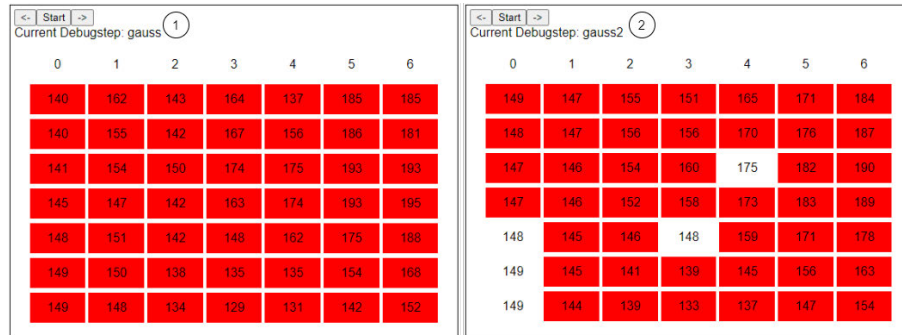 <- Start ->
Current Debugstep: gauss 1
0 1 2 3 4 5 6
140 162 143 164 137 185 185
140 155 142 167 156 186 181
141 154 150 174 175 193 193
145 147 142 163 174 193 195
148 151 142 148 162 175 188
149 150 138 135 135 154 168
149 148 134 129 131 142 152
<- Start ->
Current Debugstep: gauss2 2
0 1 2 3 4 5 6
149 147 155 151 165 171 184
148 147 156 156 170 176 187
147 146 154 160 175 182 190
147 146 152 158 173 183 189
148 145 146 148 159 171 178
149 145 141 139 145 156 163
149 144 139 133 137 147 154